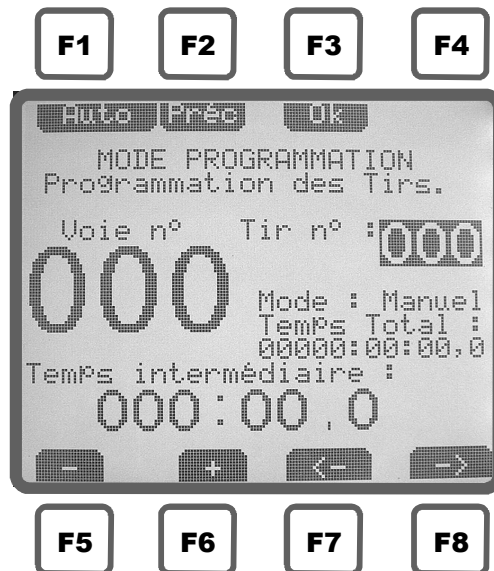 F1 F2 F3 F4
Auto Préc Ok
MODE PROGRAMMATION
Programmation des Tirs.
Voie n° Tir n° : 000
000
Mode : Manuel
Temps Total :
00000:00:00,0
Temps intermédiaire :
000:00,0
- + <- ->
F5 F6 F7 F8